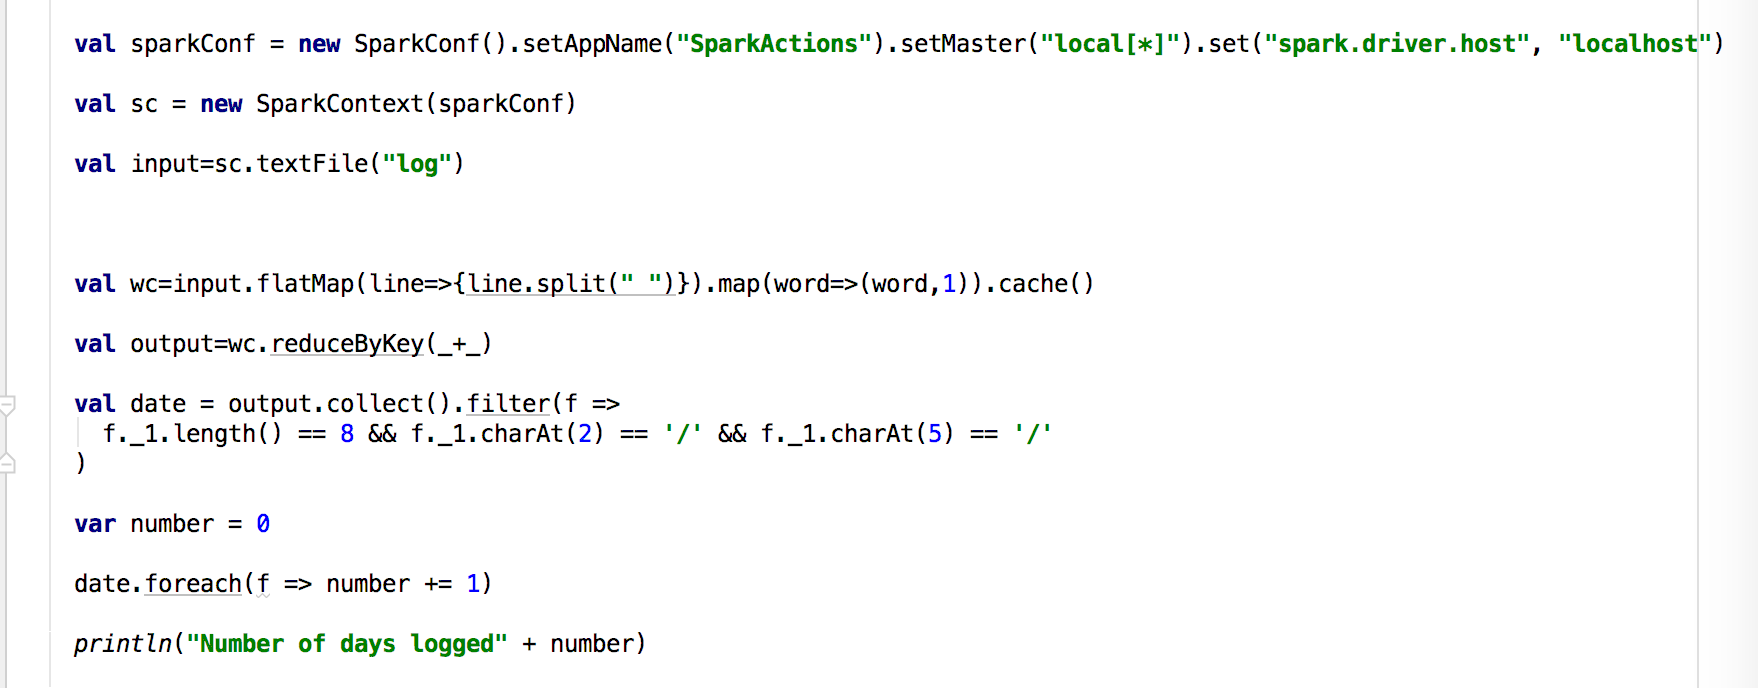 val sparkConf = new SparkConf().setAppName("SparkActions").setMaster("local[*]").set("spark.driver.host", "localhost")
val sc = new SparkContext(sparkConf)
val input=sc.textFile("log")
val wc=input.flatMap(line=>{line.split(" ")}).map(word=>(word,1)).cache()
val output=wc.reduceByKey(_+_)
val date = output.collect().filter(f =>
  f._1.length() == 8 && f._1.charAt(2) == '/' && f._1.charAt(5) == '/'
)
var number = 0
date.foreach(f => number += 1)
println("Number of days logged" + number)